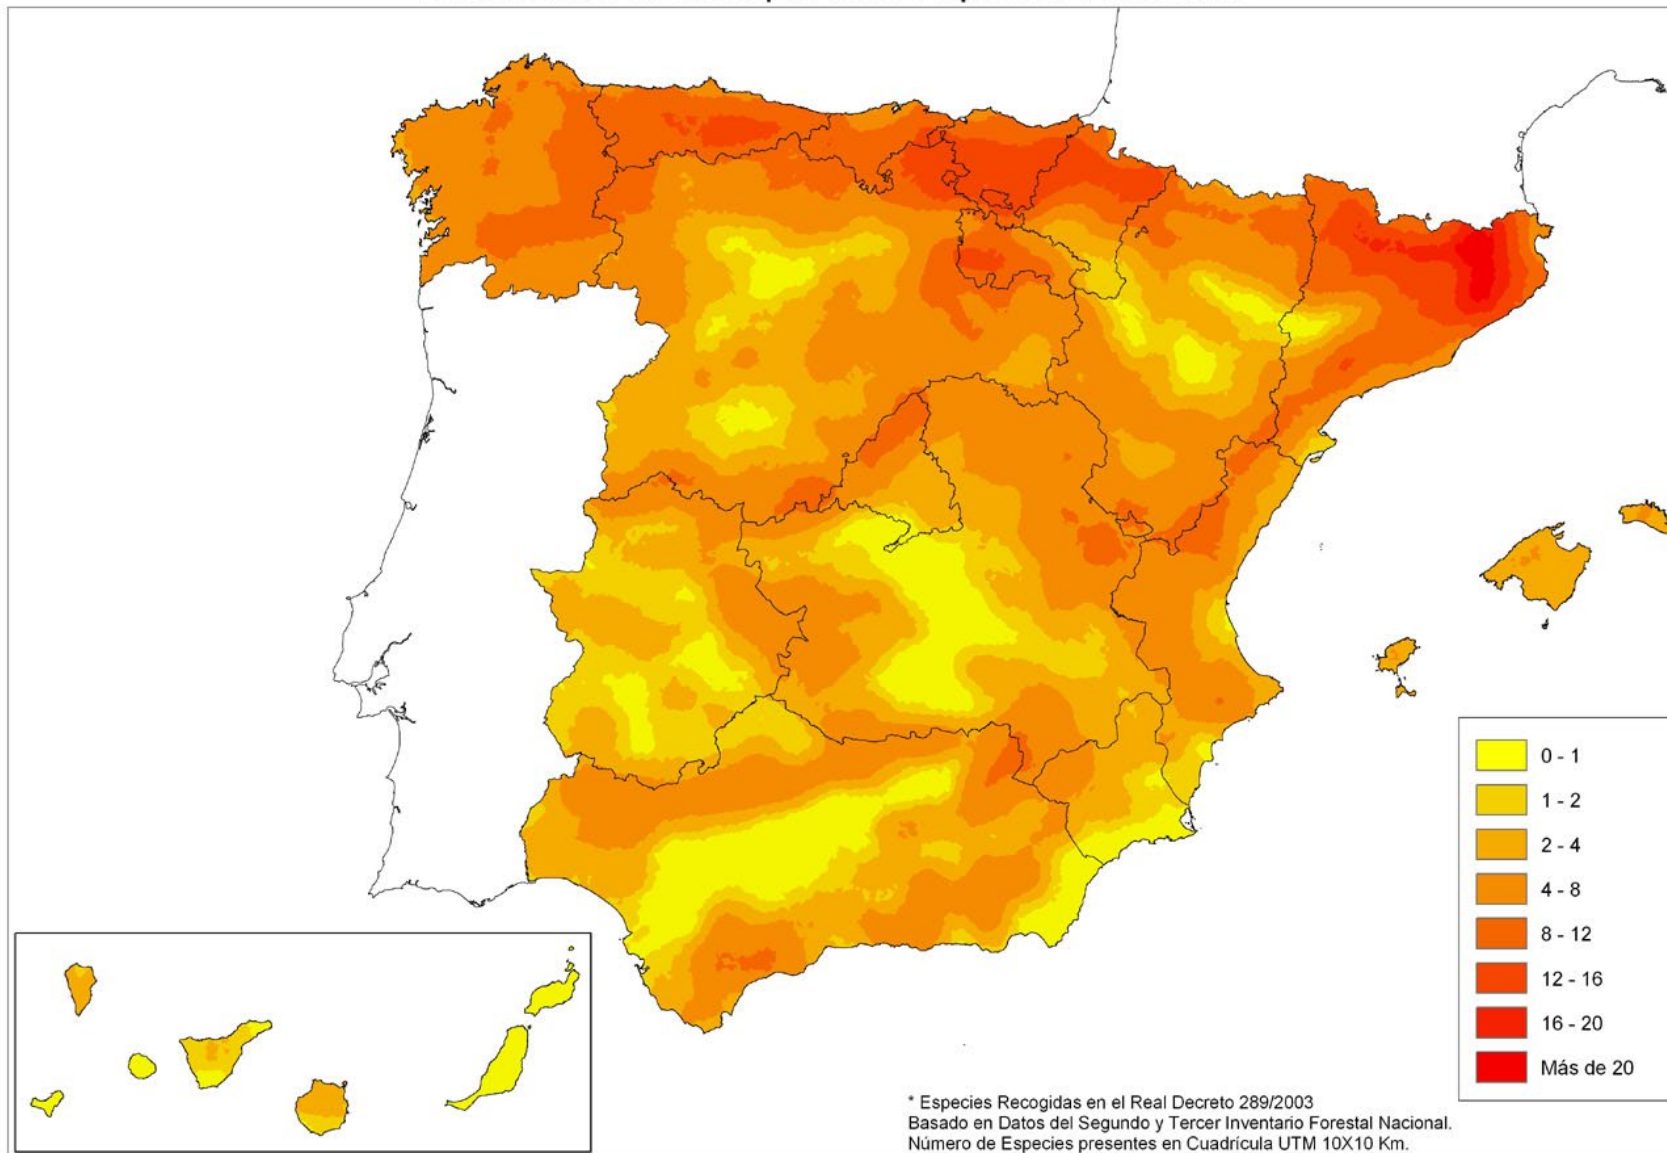 0 - 1
1 - 2
2 - 4
4 - 8
8 - 12
12 - 16
16 - 20
Más de 20
* Especies Recogidas en el Real Decreto 289/2003
Basado en Datos del Segundo y Tercer Inventario Forestal Nacional.
Número de Especies presentes en Cuadrícula UTM 10X10 Km.